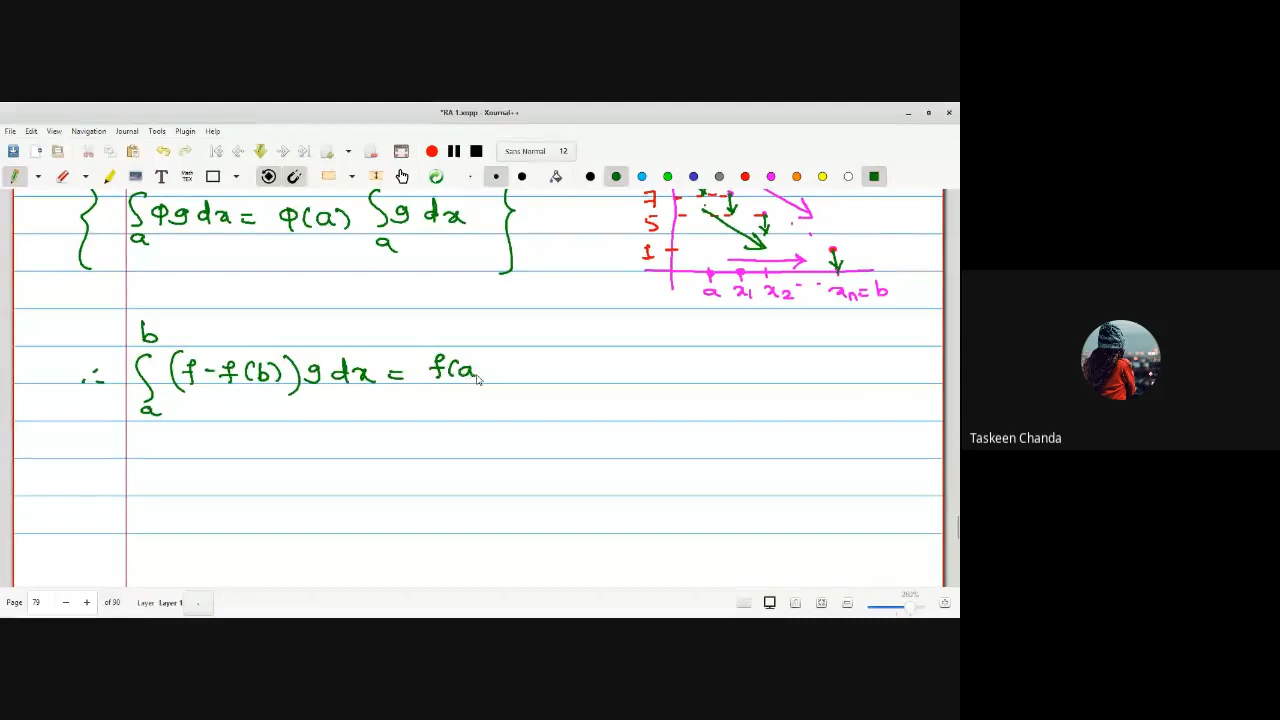 *RA 1.xopp - Xournal++
File Edit View Navigation Journal Tools Plugin Help
Sans Normal 12
{ ∫ₐ φ g dx = φ(a) ∫ₐ g dx }
7
5
1
a x₁ x₂ - - xₙ = b
∴ ∫ₐᵇ (f - f(b)) g dx = f(a
Taskeen Chanda
Page 79 of 90 Layer Layer 1